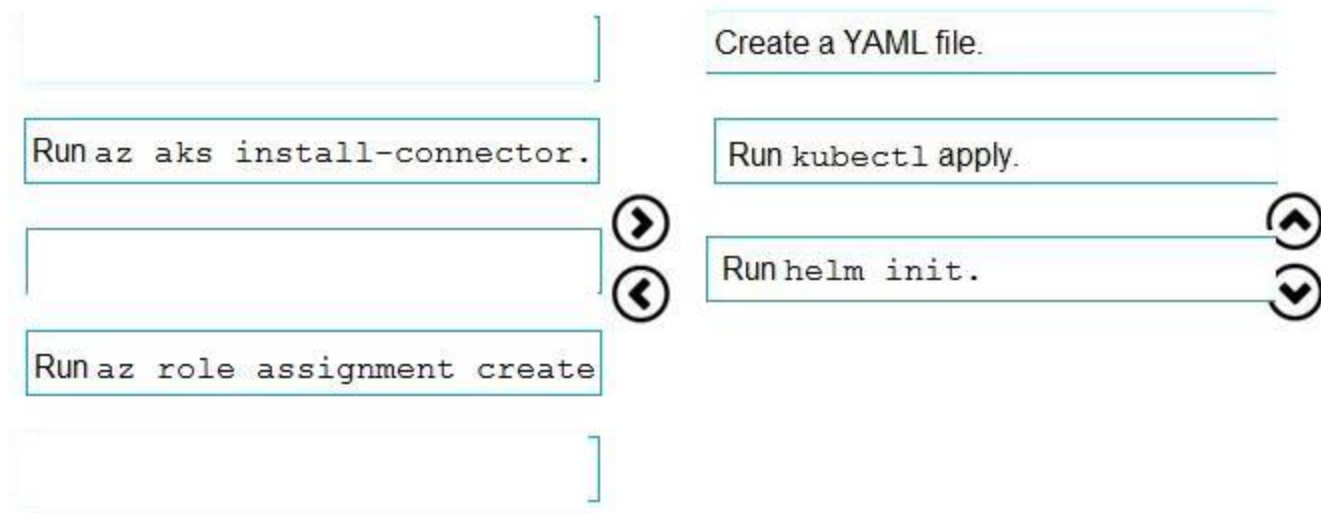 Create a YAML file.
Run az aks install-connector.
Run kubectl apply.
Run helm init.
Run az role assignment create